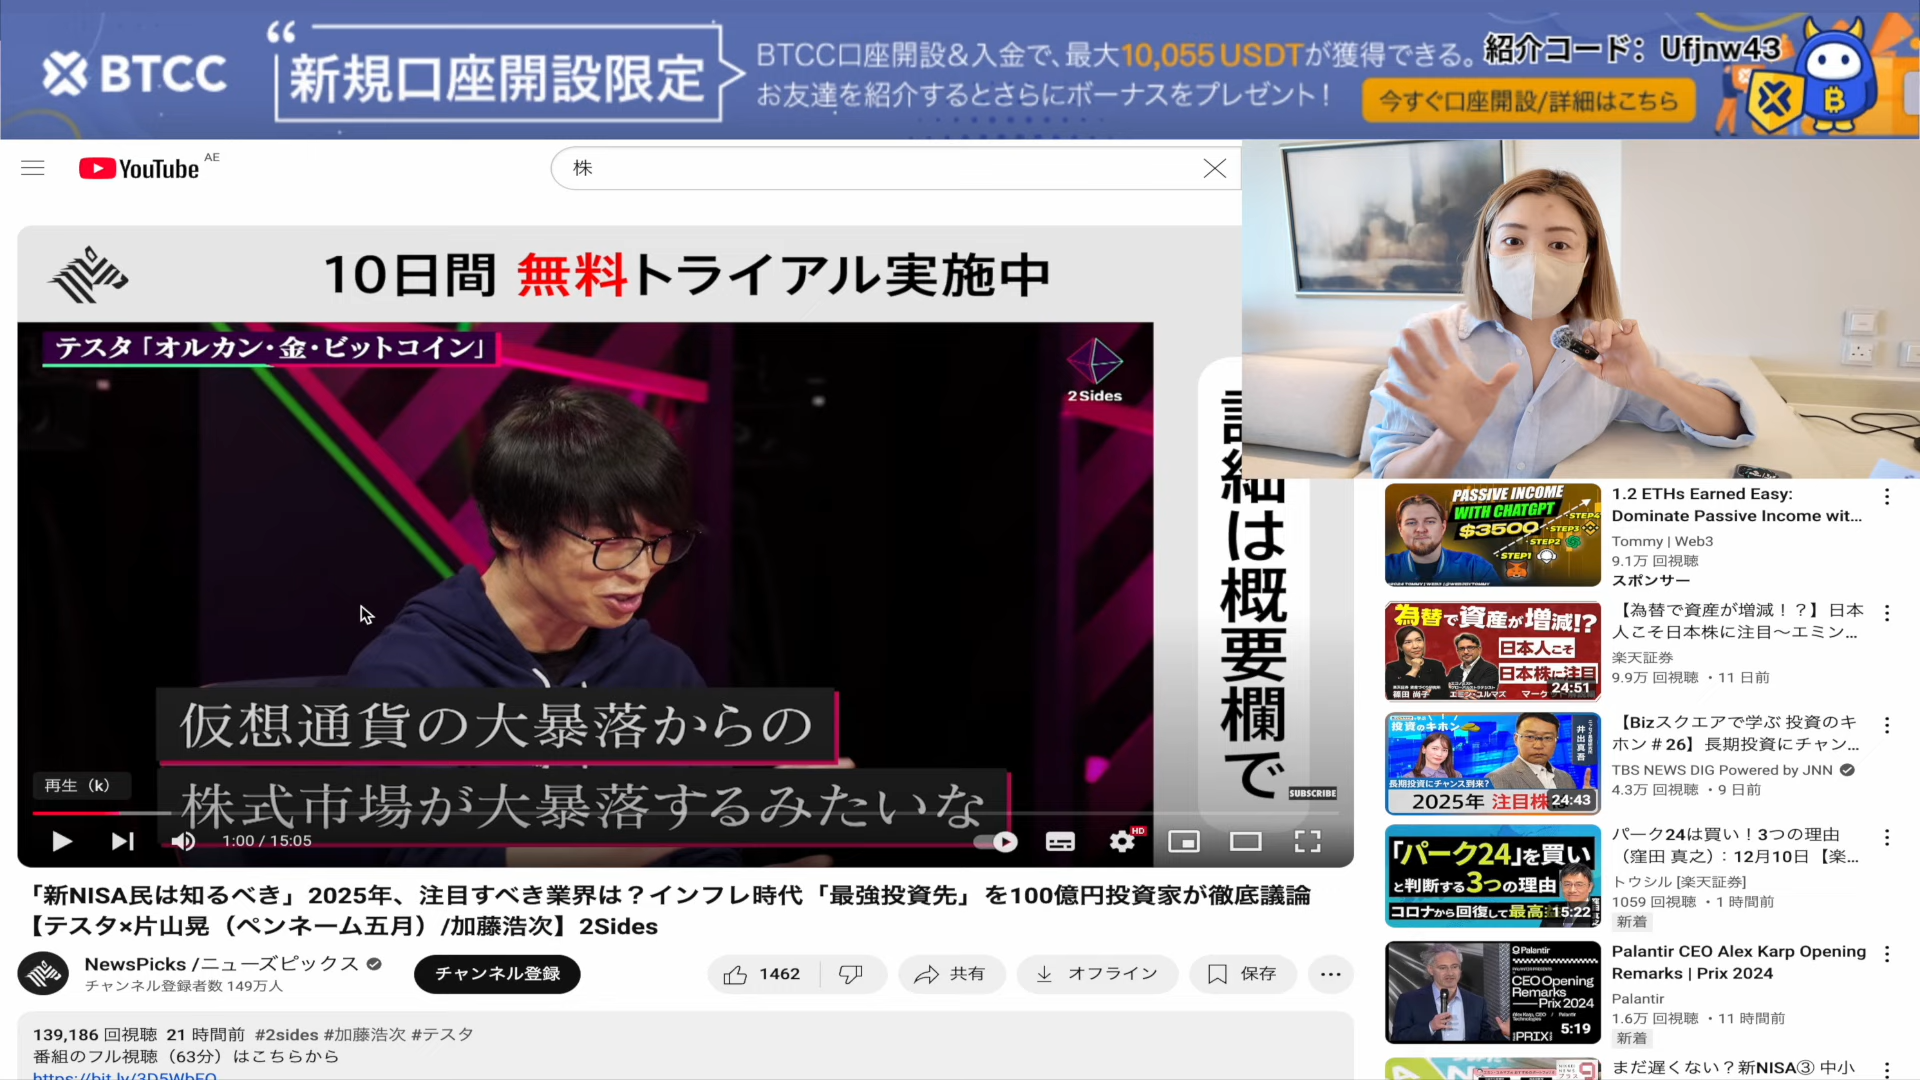 BTCC
“新規口座開設限定
BTCC口座開設&入金で、最大10,055 USDTが獲得できる。
お友達を紹介するとさらにボーナスをプレゼント!
紹介コード: Ufjnw43
今すぐ口座開設/詳細はこちら
YouTube AE
株
10日間 無料トライアル実施中
テスタ「オルカン・金・ビットコイン」
2Sides
詳細は概要欄で
仮想通貨の大暴落からの
株式市場が大暴落するみたいな
再生（k）
SUBSCRIBE
1:00 / 15:05
HD
「新NISA民は知るべき」2025年、注目すべき業界は？インフレ時代「最強投資先」を100億円投資家が徹底議論
【テスタ×片山晃（ペンネーム五月）/加藤浩次】2Sides
NewsPicks /ニューズピックス
チャンネル登録者数 149万人
チャンネル登録
1462
共有
オフライン
保存
139,186 回視聴 21 時間前 #2sides #加藤浩次 #テスタ
番組のフル視聴（63分）はこちらから
https://bit.ly/3D5WbFO
PASSIVE INCOME
WITH CHATGPT
$3500
STEP1
STEP2
STEP3
STEP4
1.2 ETHs Earned Easy:
Dominate Passive Income wit...
Tommy | Web3
9.1万 回視聴
スポンサー
為替で資産が増減!?
日本人こそ
日本株に注目
24:51
【為替で資産が増減！？】日本
人こそ日本株に注目～エミン...
楽天証券
9.9万 回視聴 ・11 日前
投資のキホン
井出真吾
長期投資にチャンス到来?
2025年 注目株
24:43
【Bizスクエアで学ぶ 投資のキ
ホン＃26】長期投資にチャン...
TBS NEWS DIG Powered by JNN
4.3万 回視聴 ・9 日前
「パーク24」を買い
と判断する3つの理由
コロナから回復して最高
15:22
パーク24は買い！3つの理由
（窪田 真之）：12月10日【楽...
トウシル [楽天証券]
1059 回視聴 ・1 時間前
新着
Palantir
CEO Opening
Remarks
Prix 2024
PRIX
5:19
Palantir CEO Alex Karp Opening
Remarks | Prix 2024
Palantir
1.6万 回視聴 ・11 時間前
新着
まだ遅くない？新NISA③ 中小